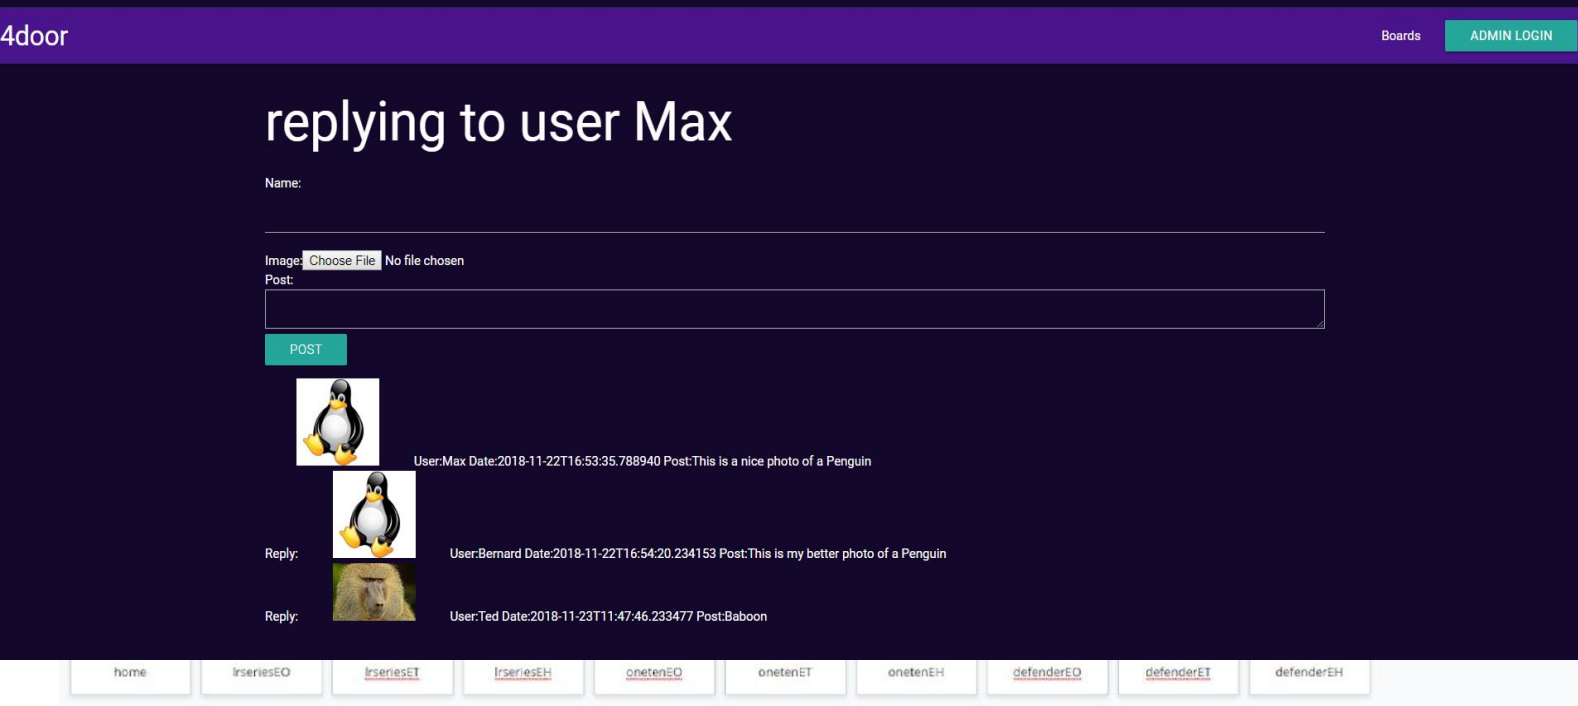 4door
Boards
ADMIN LOGIN
replying to user Max
Name:
Image: Choose File No file chosen
Post:
POST
User:Max Date:2018-11-22T16:53:35.788940 Post:This is a nice photo of a Penguin
Reply: User:Bernard Date:2018-11-22T16:54:20.234153 Post:This is my better photo of a Penguin
Reply: User:Ted Date:2018-11-23T11:47:46.233477 Post:Baboon
home lrseriesEO lrseriesET lrseriesEH onetenEO onetenET onetenEH defenderEO defenderET defenderEH